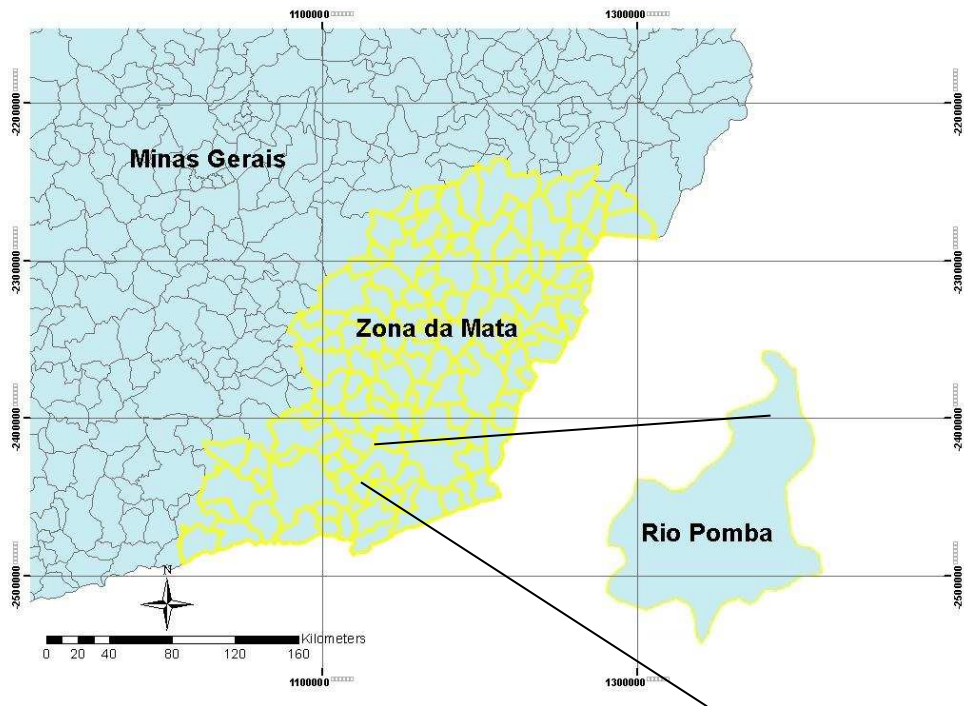 1100000 1300000
-2200000 -2200000
Minas Gerais
-2300000 -2300000
Zona da Mata
-2400000 -2400000
Rio Pomba
-2500000 -2500000
N
Kilometers
0 20 40 80 120 160
1100000 1300000